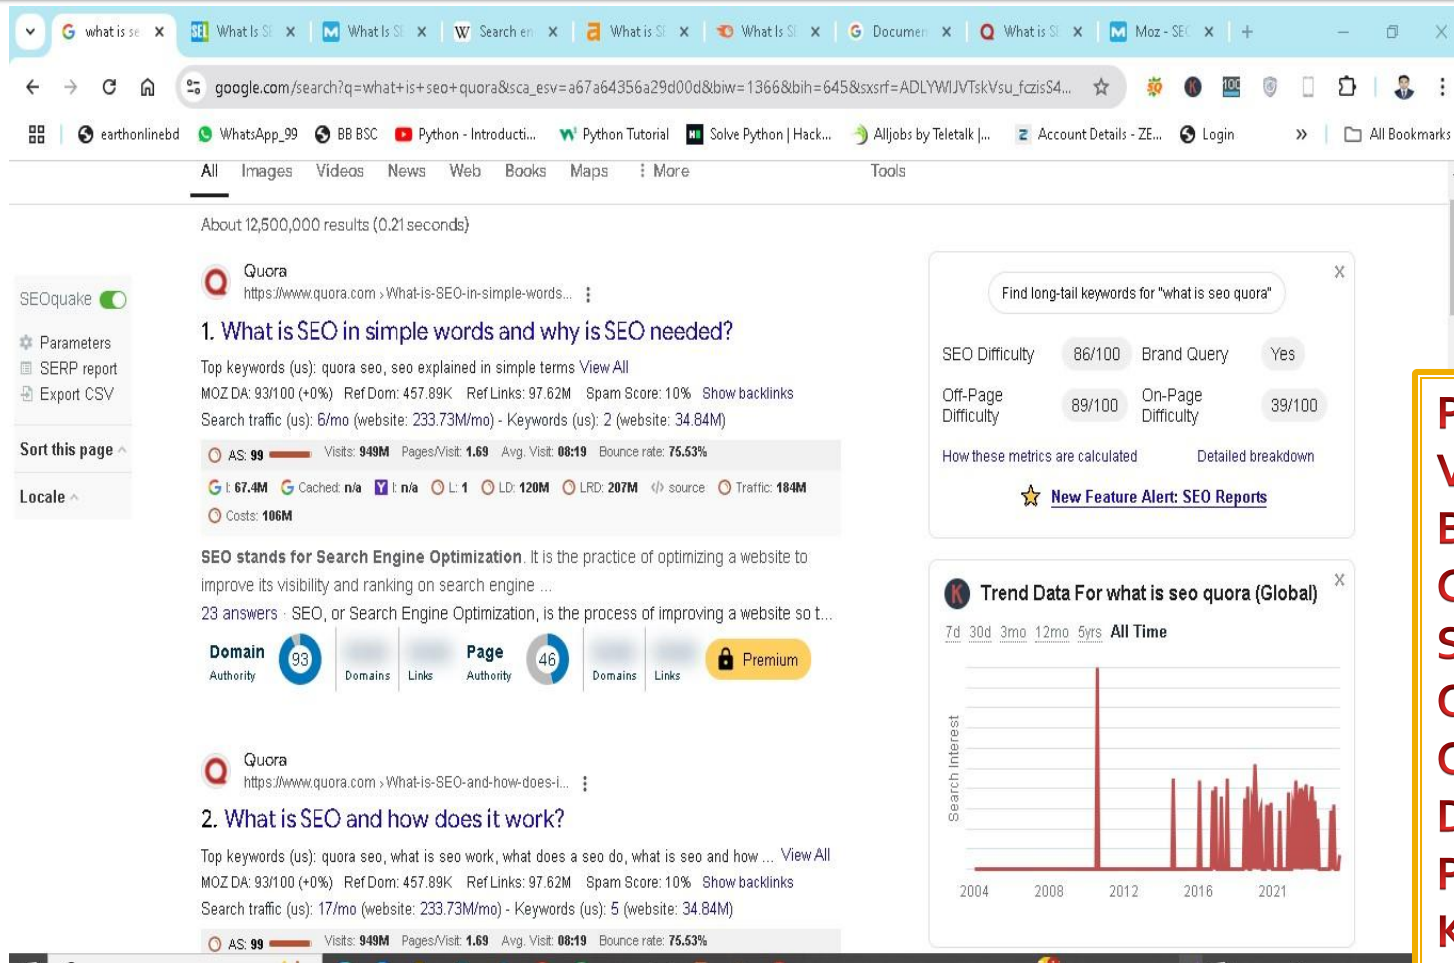 what is se
What Is S
What Is S
Search en
What is S
What Is S
Documen
What is S
Moz - SEO
google.com/search?q=what+is+seo+quora&sca_esv=a67a64356a29d00d&biw=1366&bih=645&sxsrf=ADLYWIJVTskVsu_fczisS4...
earthonlinebd WhatsApp_99 BB BSC Python - Introducti... Python Tutorial Solve Python | Hack... Alljobs by Teletalk |... Account Details - ZE... Login » All Bookmarks
All Images Videos News Web Books Maps More Tools
About 12,500,000 results (0.21 seconds)
SEOquake
Parameters
SERP report
Export CSV
Sort this page
Locale
Quora
https://www.quora.com › What-is-SEO-in-simple-words...
1. What is SEO in simple words and why is SEO needed?
Top keywords (us): quora seo, seo explained in simple terms View All
MOZ DA: 93/100 (+0%) Ref Dom: 457.89K Ref Links: 97.62M Spam Score: 10% Show backlinks
Search traffic (us): 6/mo (website: 233.73M/mo) - Keywords (us): 2 (website: 34.84M)
AS: 99 Visits: 949M Pages/Visit: 1.69 Avg. Visit: 08:19 Bounce rate: 75.53%
I: 67.4M Cached: n/a I: n/a L: 1 LD: 120M LRD: 207M </> source Traffic: 184M
Costs: 106M
SEO stands for Search Engine Optimization. It is the practice of optimizing a website to
improve its visibility and ranking on search engine ...
23 answers · SEO, or Search Engine Optimization, is the process of improving a website so t...
Domain Authority 93 Domains Links Page Authority 46 Domains Links Premium
Quora
https://www.quora.com › What-is-SEO-and-how-does-i...
2. What is SEO and how does it work?
Top keywords (us): quora seo, what is seo work, what does a seo do, what is seo and how ... View All
MOZ DA: 93/100 (+0%) Ref Dom: 457.89K Ref Links: 97.62M Spam Score: 10% Show backlinks
Search traffic (us): 17/mo (website: 233.73M/mo) - Keywords (us): 5 (website: 34.84M)
AS: 99 Visits: 949M Pages/Visit: 1.69 Avg. Visit: 08:19 Bounce rate: 75.53%
X
Find long-tail keywords for "what is seo quora"
SEO Difficulty 86/100 Brand Query Yes
Off-Page Difficulty 89/100 On-Page Difficulty 39/100
How these metrics are calculated Detailed breakdown
New Feature Alert: SEO Reports
X
Trend Data For what is seo quora (Global)
7d 30d 3mo 12mo 5yrs All Time
Search Interest
2004 2008 2012 2016 2021